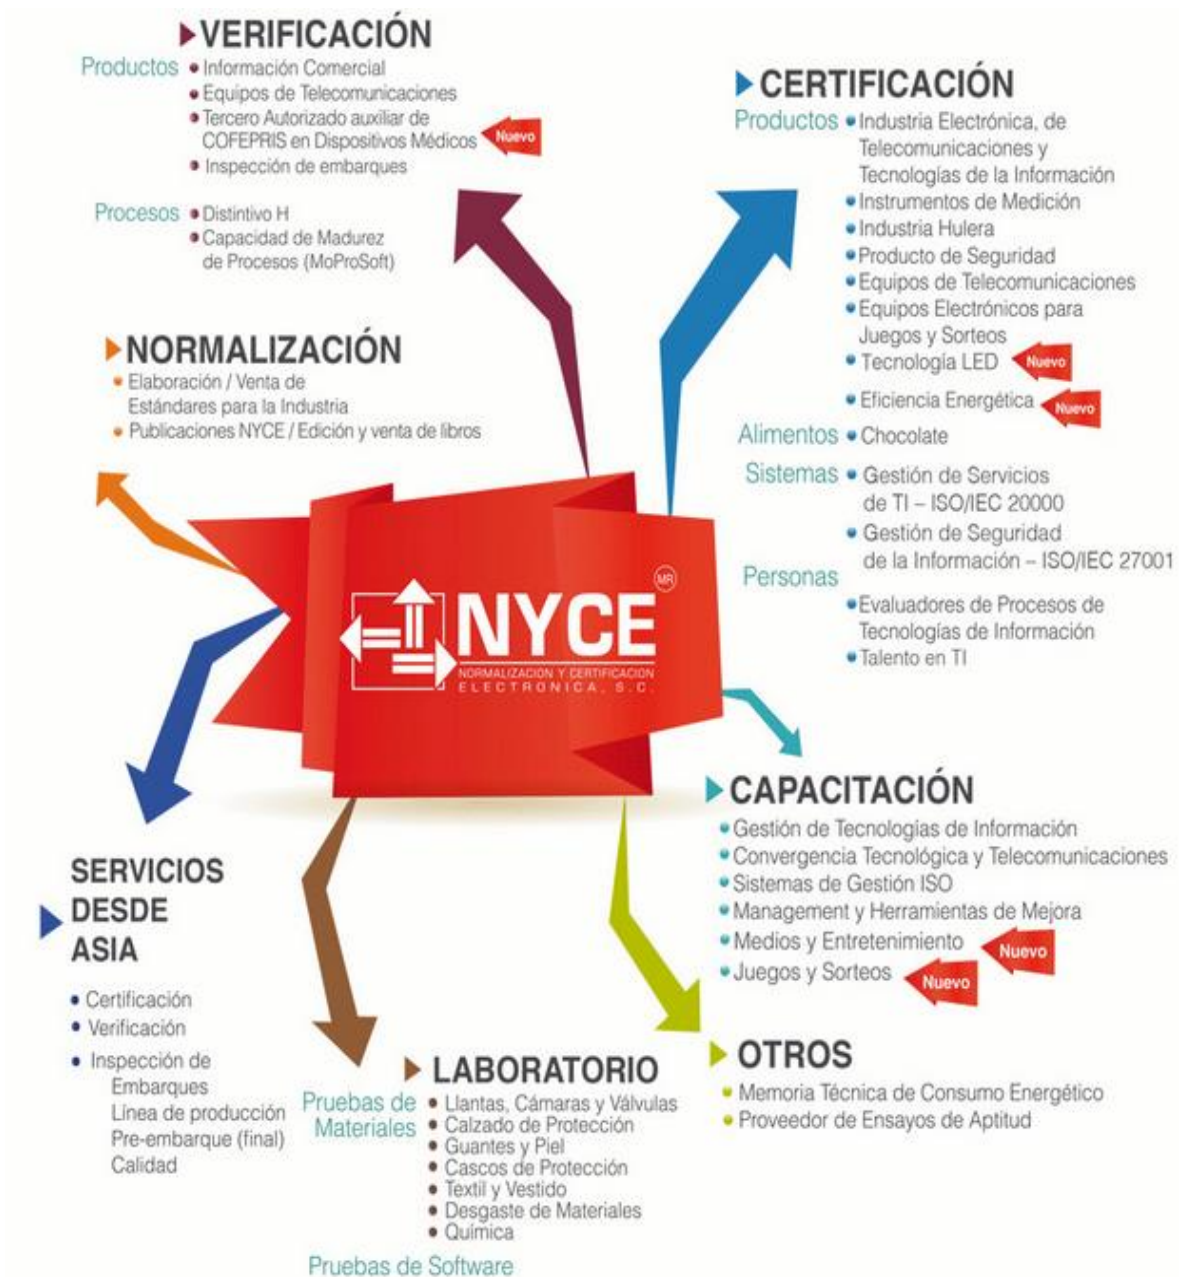 VERIFICACIÓN
Productos
Información Comercial
Equipos de Telecomunicaciones
Tercero Autorizado auxiliar de
COFEPRIS en Dispositivos Médicos
Nuevo
Inspección de embarques
Procesos
Distintivo H
Capacidad de Madurez
de Procesos (MoProSoft)
CERTIFICACIÓN
Productos
Industria Electrónica, de
Telecomunicaciones y
Tecnologías de la Información
Instrumentos de Medición
Industria Hulera
Producto de Seguridad
Equipos de Telecomunicaciones
Equipos Electrónicos para
Juegos y Sorteos
Tecnología LED
Nuevo
Eficiencia Energética
Nuevo
Alimentos
Chocolate
Sistemas
Gestión de Servicios
de TI – ISO/IEC 20000
Gestión de Seguridad
de la Información – ISO/IEC 27001
Personas
Evaluadores de Procesos de
Tecnologías de Información
Talento en TI
NORMALIZACIÓN
Elaboración / Venta de
Estándares para la Industria
Publicaciones NYCE / Edición y venta de libros
NYCE
MR
NORMALIZACION Y CERTIFICACION
ELECTRONICA, S.C.
CAPACITACIÓN
Gestión de Tecnologías de Información
Convergencia Tecnológica y Telecomunicaciones
Sistemas de Gestión ISO
Management y Herramientas de Mejora
Medios y Entretenimiento
Nuevo
Juegos y Sorteos
Nuevo
SERVICIOS
DESDE
ASIA
Certificación
Verificación
Inspección de
Embarques
Línea de producción
Pre-embarque (final)
Calidad
LABORATORIO
Pruebas de
Materiales
Llantas, Cámaras y Válvulas
Calzado de Protección
Guantes y Piel
Cascos de Protección
Textil y Vestido
Desgaste de Materiales
Química
Pruebas de Software
OTROS
Memoria Técnica de Consumo Energético
Proveedor de Ensayos de Aptitud